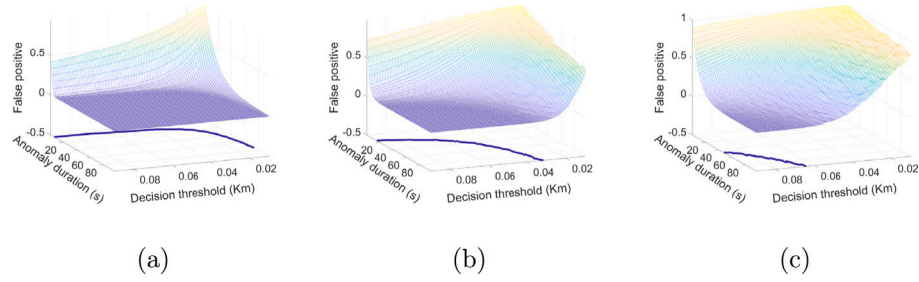 False positive
0.5
0
-0.5
Anomaly duration (s)
20
40
60
80
0.08
0.06
0.04
0.02
Decision threshold (Km)
(a)
False positive
0.5
0
-0.5
Anomaly duration (s)
20
40
60
80
0.08
0.06
0.04
0.02
Decision threshold (Km)
(b)
False positive
1
0.5
0
-0.5
Anomaly duration (s)
20
40
60
80
0.08
0.06
0.04
0.02
Decision threshold (Km)
(c)